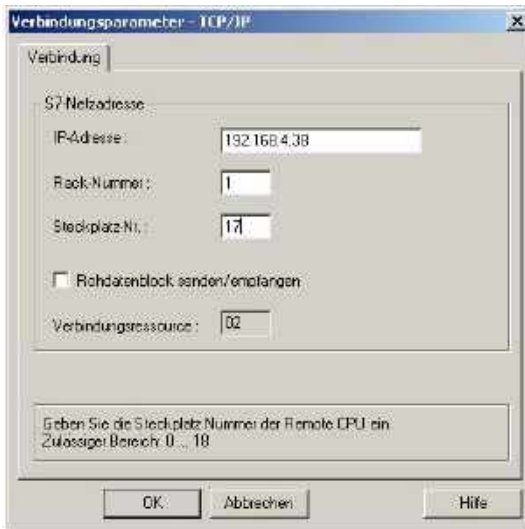 Verbindungsparameter - TCP/IP
Verbindung
S7-Netzadresse
IP-Adresse :
192.168.4.38
Rack-Nummer :
1
Steckplatz-Nr. :
17
Rohdatenblock senden/empfangen
Verbindungsressource :
02
Geben Sie die Steckplatz Nummer der Remote CPU ein.
Zulässiger Bereich: 0 ... 18
OK
Abbrechen
Hilfe